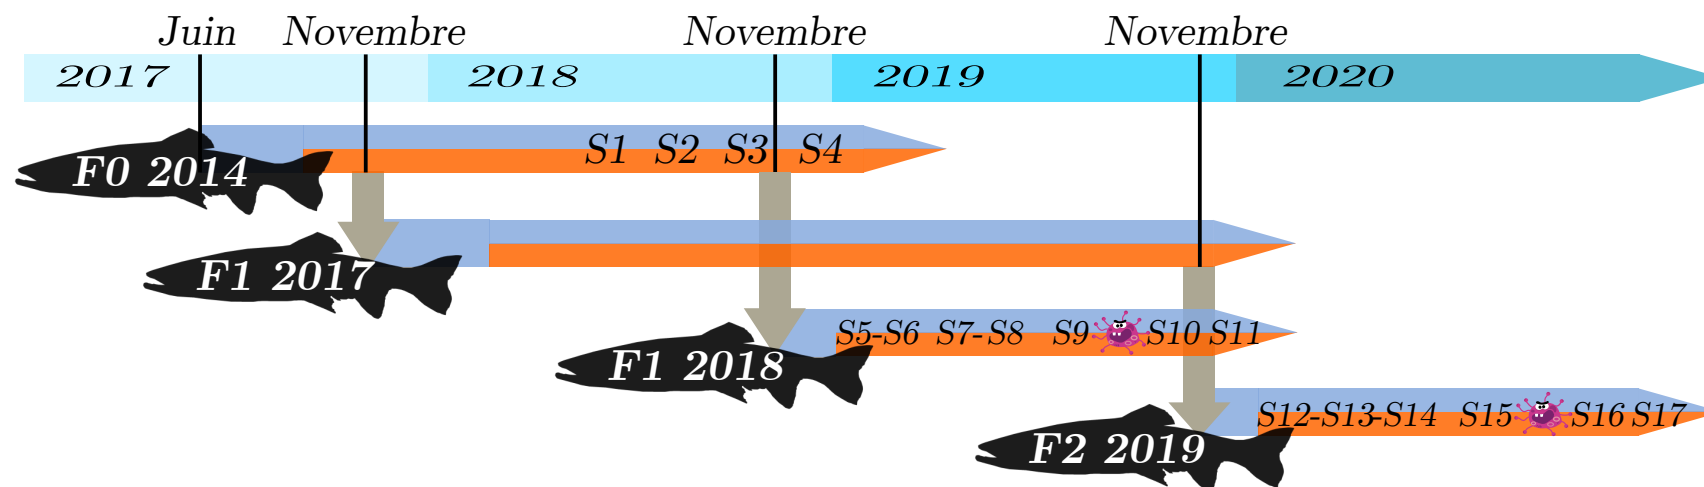 Juin Novembre Novembre Novembre
2017 2018 2019 2020
F0 2014 S1 S2 S3 S4
F1 2017
F1 2018 S5-S6 S7-S8 S9 S10 S11
F2 2019 S12-S13-S14 S15 S16 S17